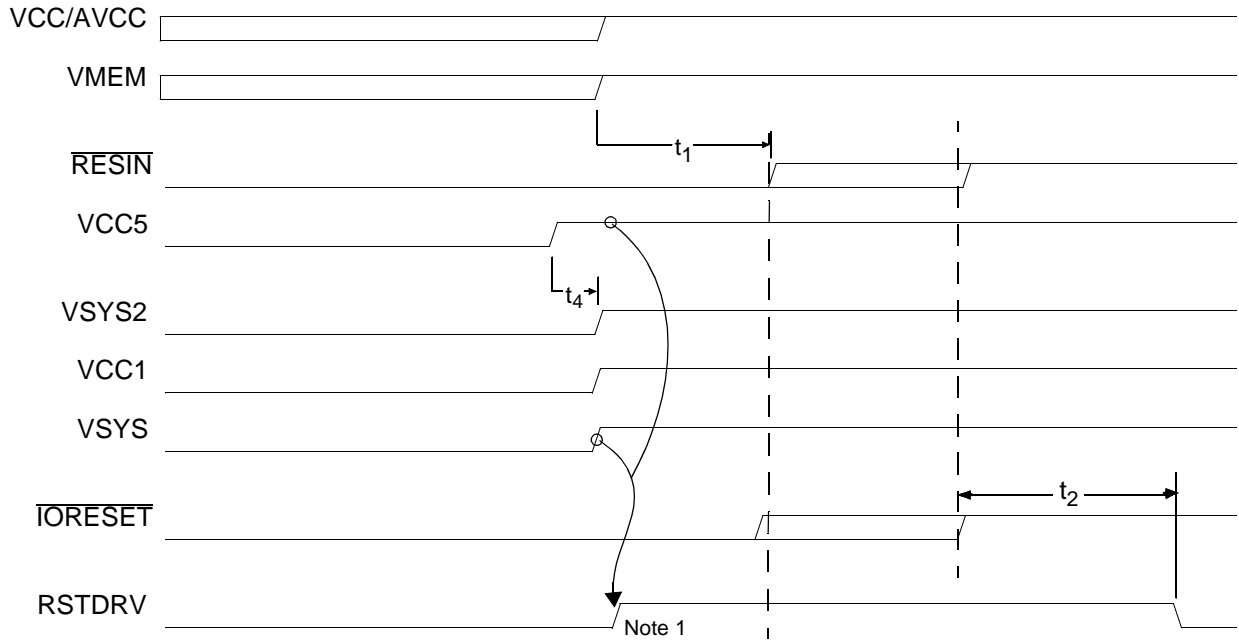 VCC/AVCC
VMEM
t1
RESIN
VCC5
t4
VSYS2
VCC1
VSYS
t2
IORESET
RSTDRV
Note 1